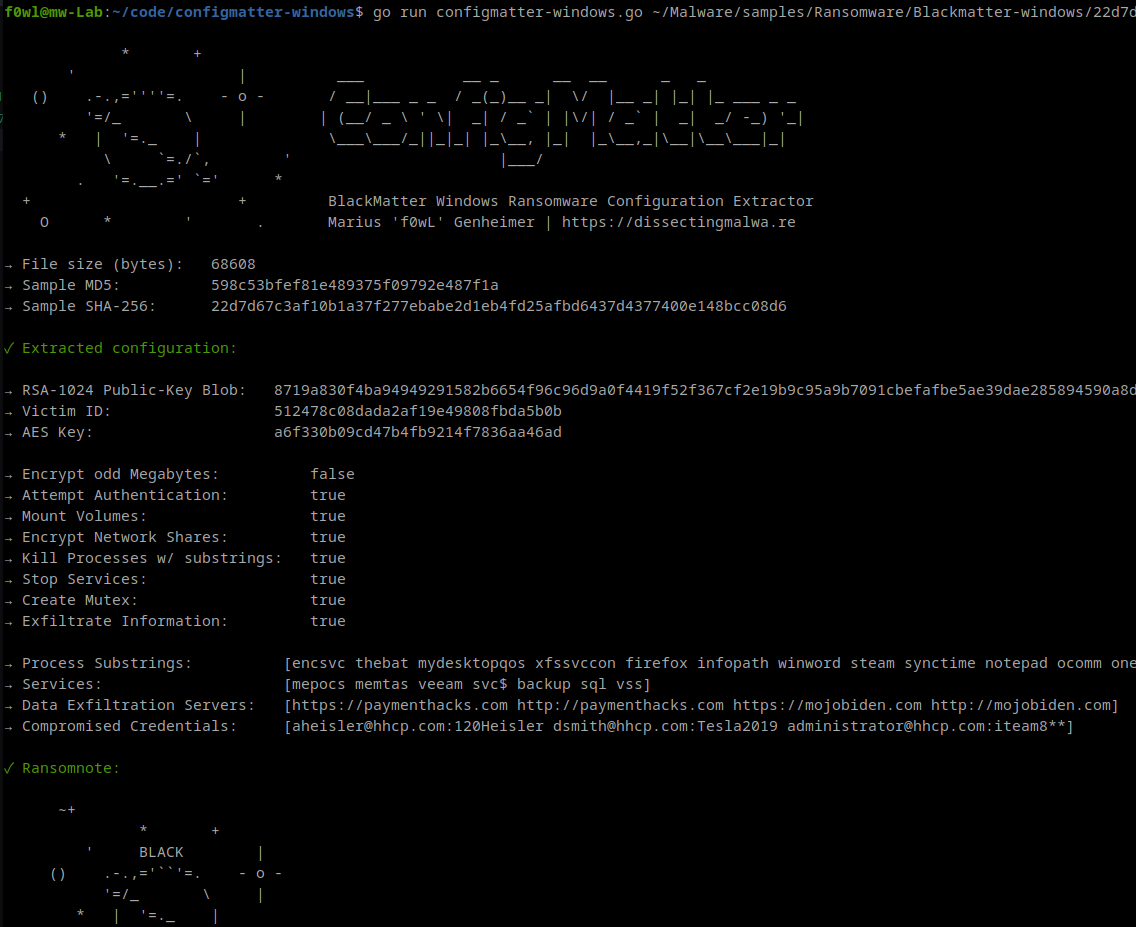 f0wl@mw-Lab:~/code/configmatter-windows$ go run configmatter-windows.go ~/Malware/samples/Ransomware/Blackmatter-windows/22d7d
BlackMatter Windows Ransomware Configuration Extractor
Marius 'f0wL' Genheimer | https://dissectingmalwa.re
→ File size (bytes): 68608
→ Sample MD5: 598c53bfef81e489375f09792e487f1a
→ Sample SHA-256: 22d7d67c3af10b1a37f277ebabe2d1eb4fd25afbd6437d4377400e148bcc08d6
✓ Extracted configuration:
→ RSA-1024 Public-Key Blob: 8719a830f4ba94949291582b6654f96c96d9a0f4419f52f367cf2e19b9c95a9b7091cbefafbe5ae39dae285894590a8d
→ Victim ID: 512478c08dada2af19e49808fbda5b0b
→ AES Key: a6f330b09cd47b4fb9214f7836aa46ad
→ Encrypt odd Megabytes: false
→ Attempt Authentication: true
→ Mount Volumes: true
→ Encrypt Network Shares: true
→ Kill Processes w/ substrings: true
→ Stop Services: true
→ Create Mutex: true
→ Exfiltrate Information: true
→ Process Substrings: [encsvc thebat mydesktopqos xfssvccon firefox infopath winword steam synctime notepad ocomm one
→ Services: [mepocs memtas veeam svc$ backup sql vss]
→ Data Exfiltration Servers: [https://paymenthacks.com http://paymenthacks.com https://mojobiden.com http://mojobiden.com]
→ Compromised Credentials: [aheisler@hhcp.com:120Heisler dsmith@hhcp.com:Tesla2019 administrator@hhcp.com:iteam8**]
✓ Ransomnote:
BLACK